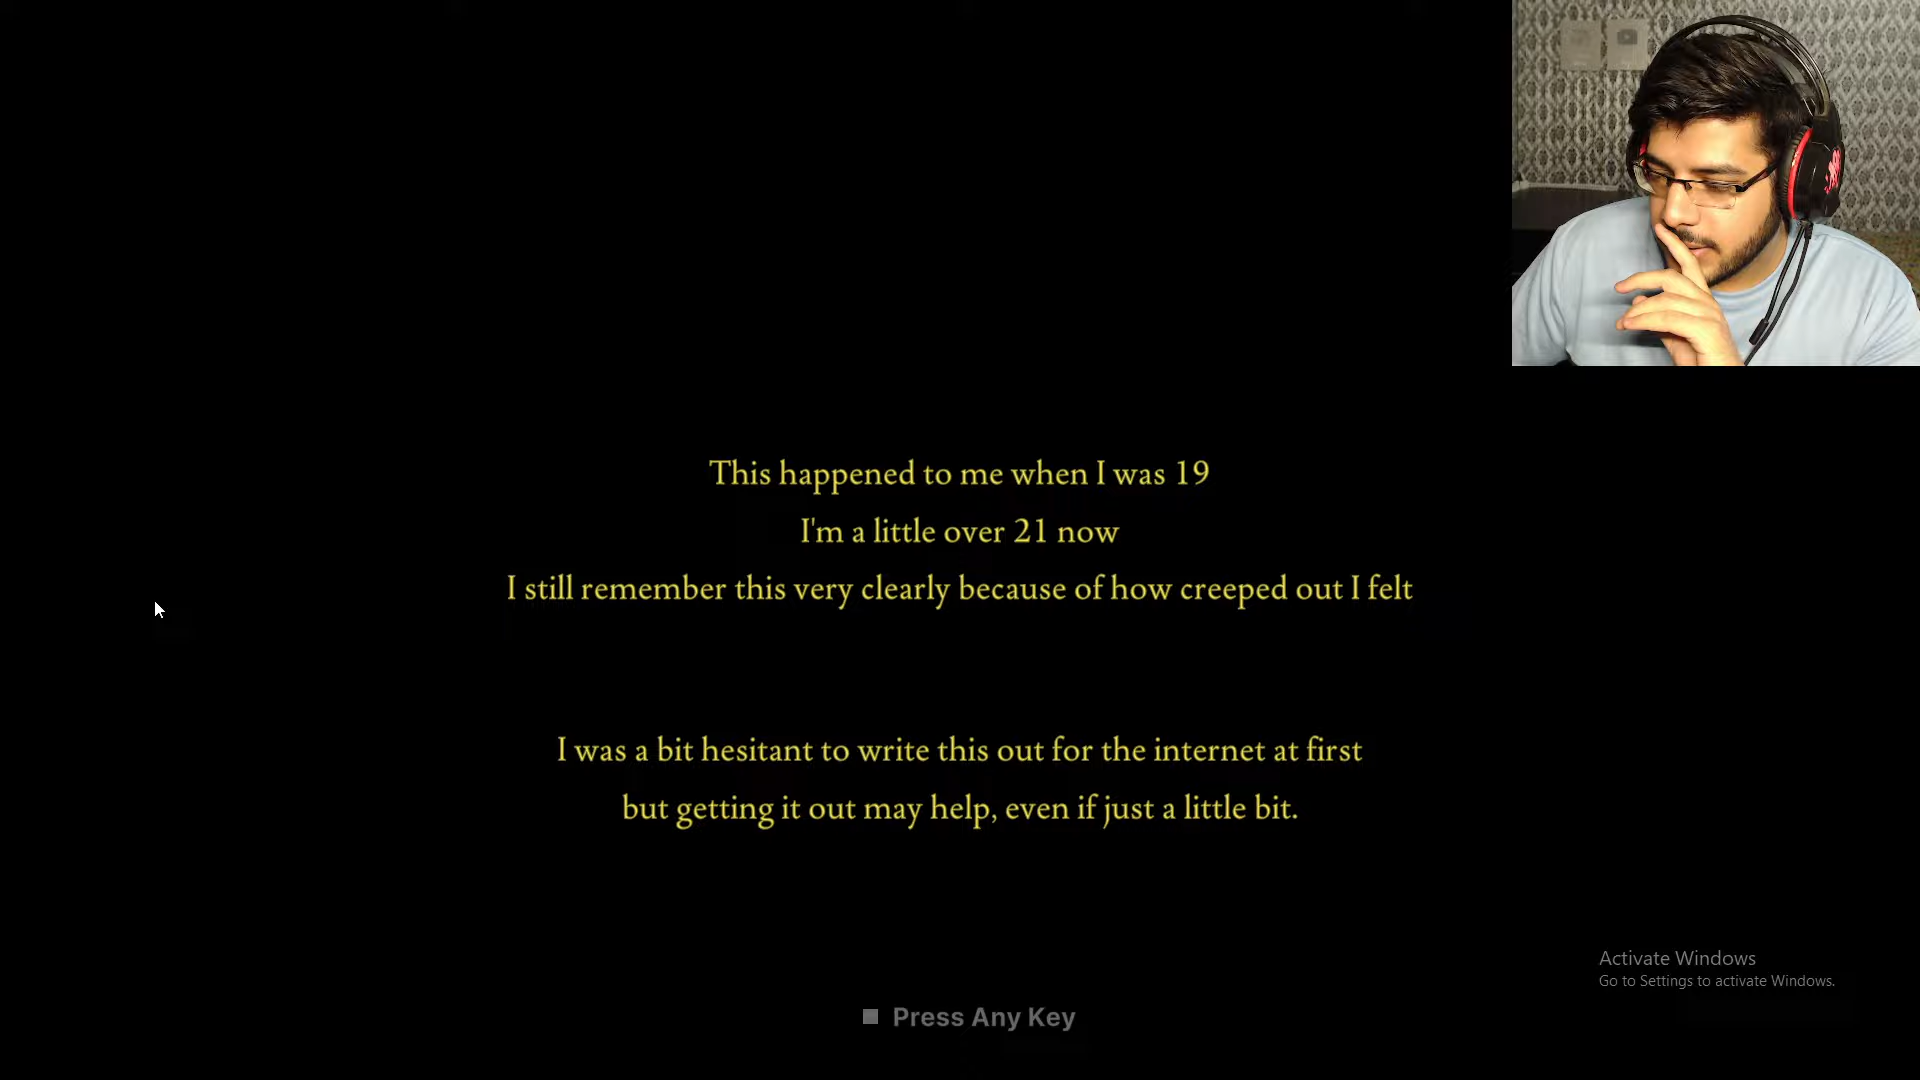 This happened to me when I was 19
I'm a little over 21 now
I still remember this very clearly because of how creeped out I felt
I was a bit hesitant to write this out for the internet at first
but getting it out may help, even if just a little bit.
Activate Windows
Go to Settings to activate Windows.
Press Any Key